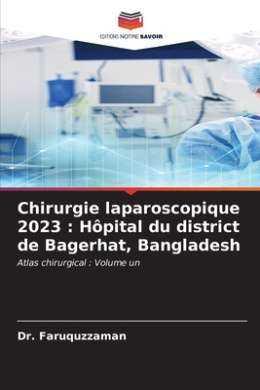 EDITIONS NOTRE SAVOIR
Chirurgie laparoscopique
2023 : Hôpital du district
de Bagerhat, Bangladesh
Atlas chirurgical : Volume un
Dr. Faruquzzaman